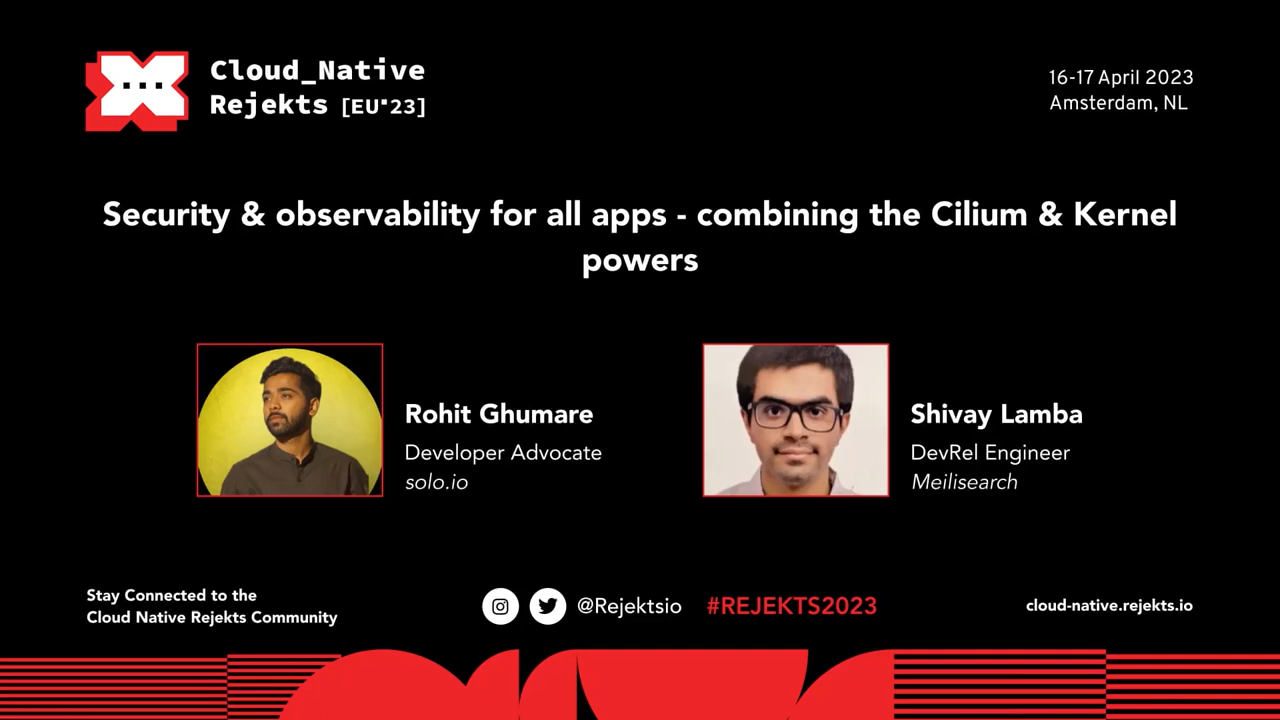 Cloud_Native
Rejekts [EU"23]
16-17 April 2023
Amsterdam, NL
Security & observability for all apps - combining the Cilium & Kernel
powers
Rohit Ghumare
Developer Advocate
solo.io
Shivay Lamba
DevRel Engineer
Meilisearch
Stay Connected to the
Cloud Native Rejekts Community
@Rejektsio #REJEKTS2023
cloud-native.rejekts.io